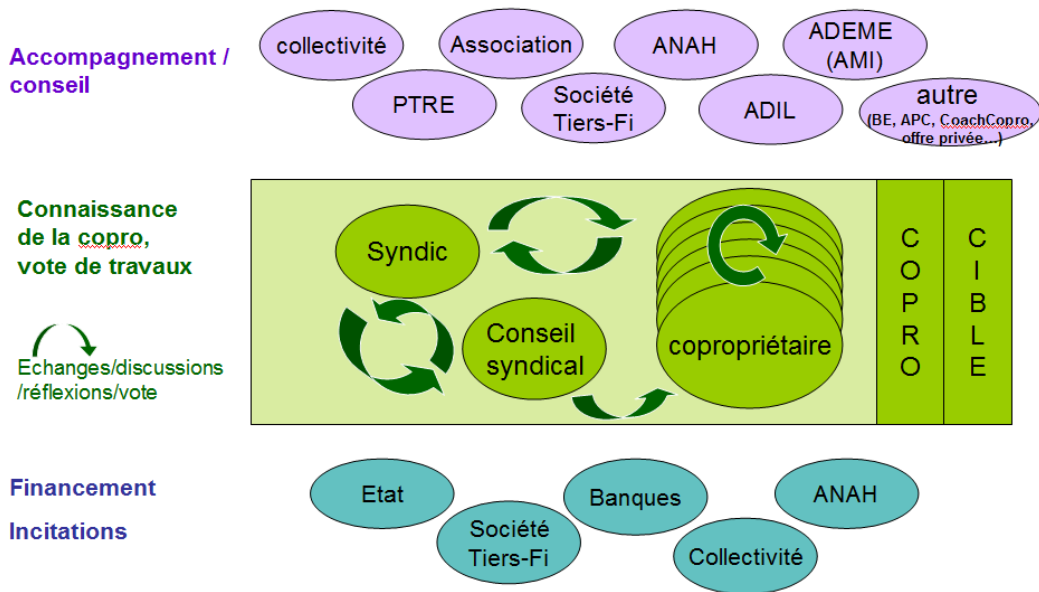 Accompagnement /
conseil
collectivité
Association
ANAH
ADEME
(AMI)
PTRE
Société
Tiers-Fi
ADIL
autre
(BE, APC, CoachCopro,
offre privée…)
Connaissance
de la copro,
vote de travaux
Echanges/discussions
/réflexions/vote
Syndic
Conseil
syndical
copropriétaire
C
O
P
R
O
C
I
B
L
E
Financement
Incitations
Etat
Société
Tiers-Fi
Banques
Collectivité
ANAH